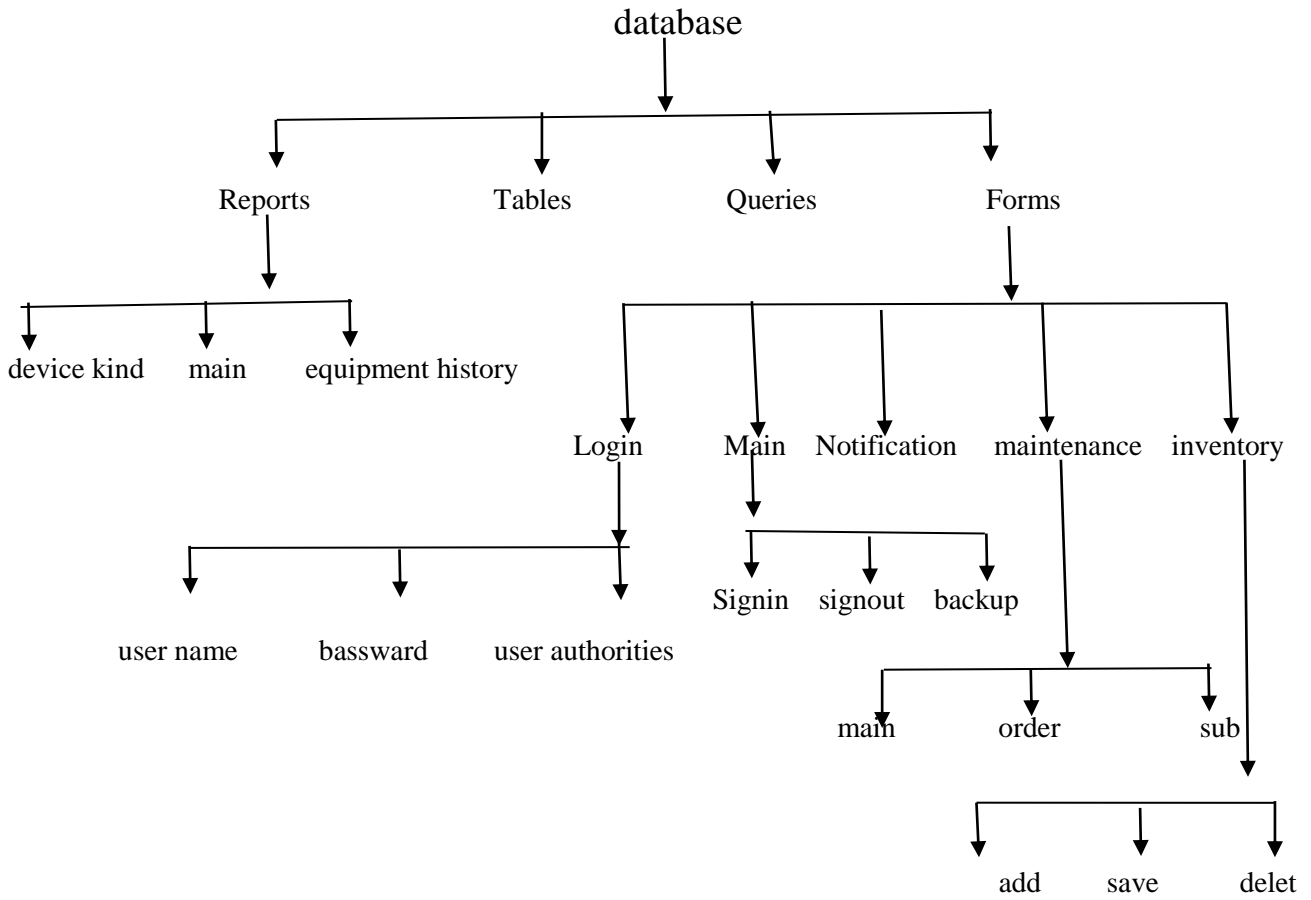 database
Reports Tables Queries Forms
device kind main equipment history
Login Main Notification maintenance inventory
Signin signout backup
user name bassward user authorities
main order sub
add save delet